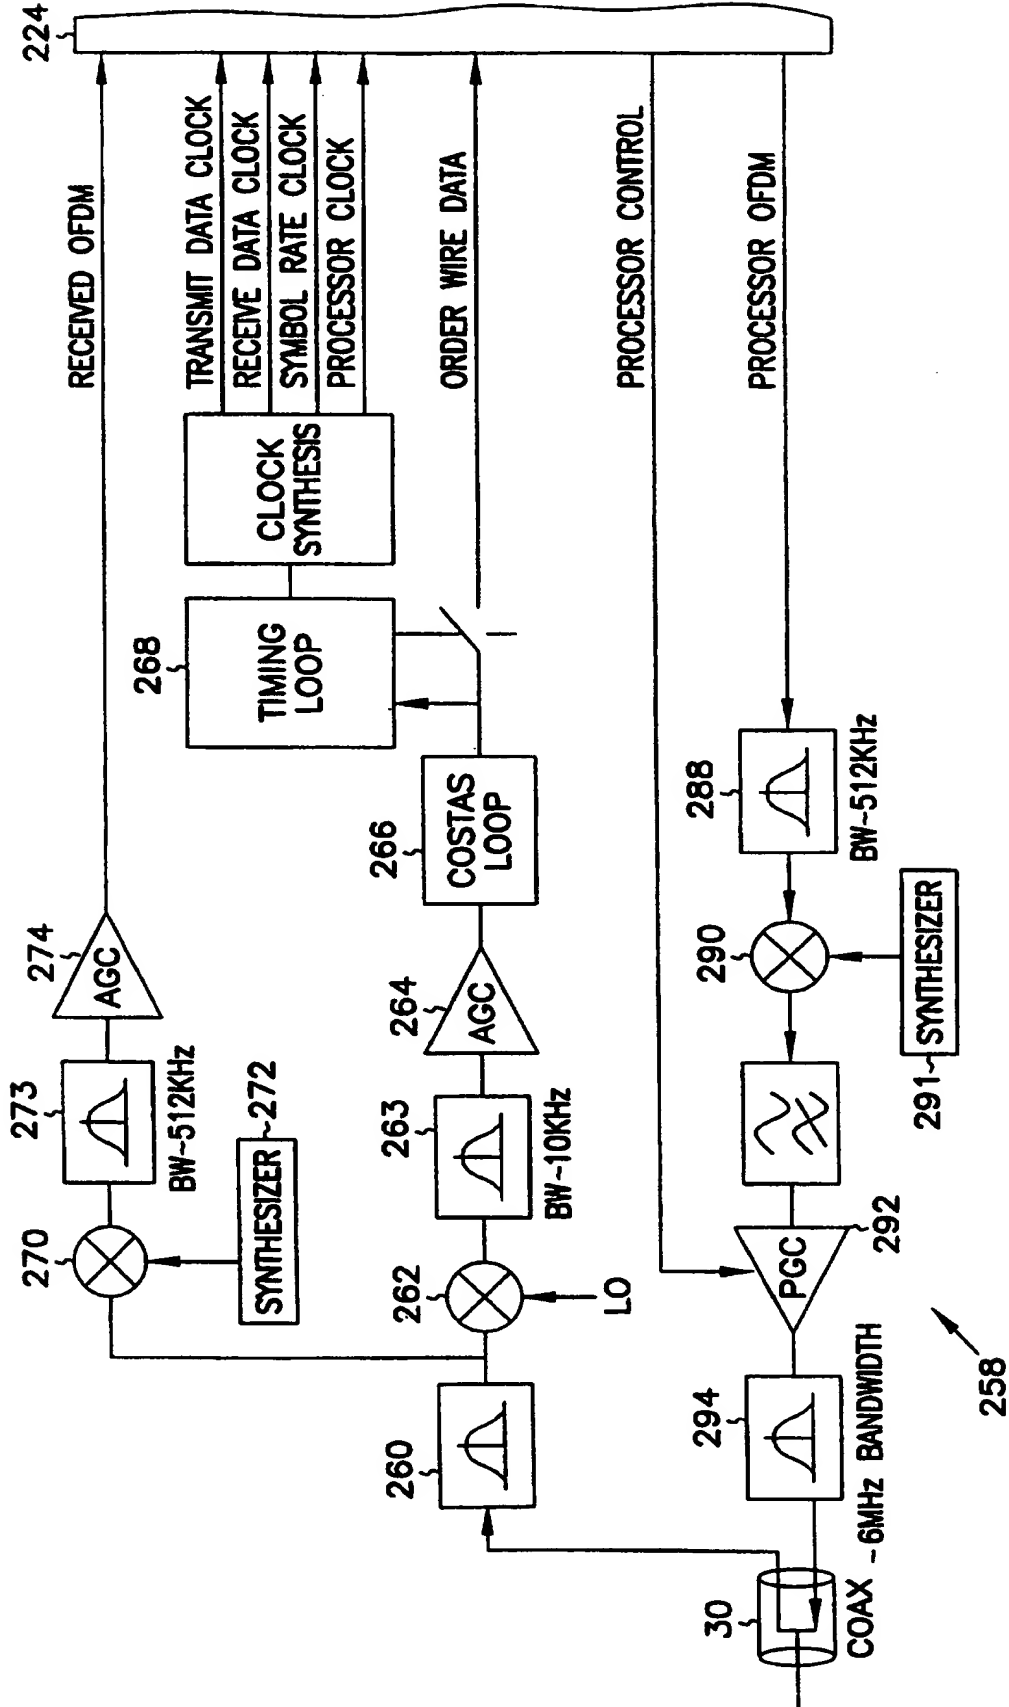 224
RECEIVED OFDM
TRANSMIT DATA CLOCK
RECEIVE DATA CLOCK
SYMBOL RATE CLOCK
PROCESSOR CLOCK
ORDER WIRE DATA
PROCESSOR CONTROL
PROCESSOR OFDM
CLOCK
SYNTHESIS
268
TIMING
LOOP
274
AGC
273
BW~512KHz
270
SYNTHESIZER
272
266
COSTAS
LOOP
264
AGC
263
BW~10KHz
262
LO
260
288
BW~512KHz
290
SYNTHESIZER
291
PGC
292
294
~6MHz BANDWIDTH
30
COAX
258